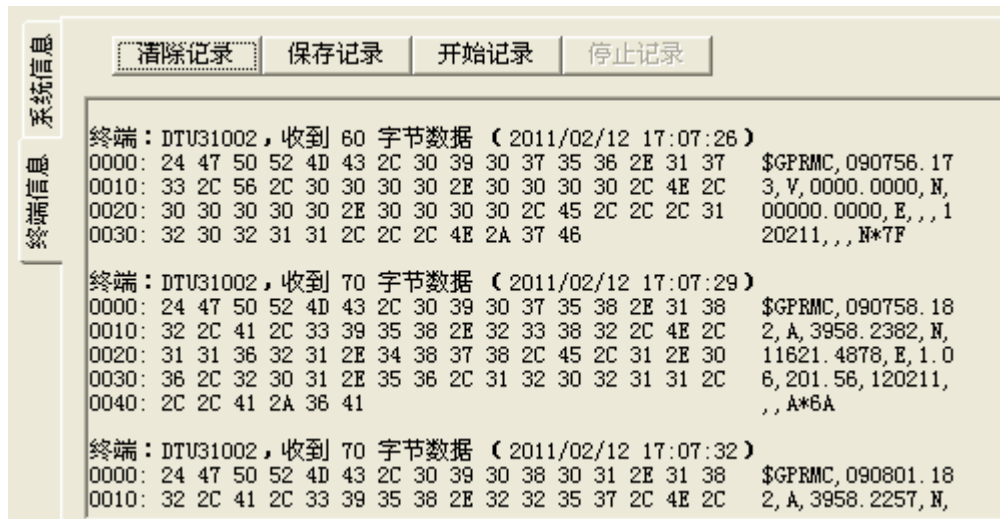 系统信息
终端信息
清除记录 保存记录 开始记录 停止记录
终端：DTU31002，收到 60 字节数据 （2011/02/12 17:07:26）
0000: 24 47 50 52 4D 43 2C 30 39 30 37 35 36 2E 31 37 $GPRMC,090756.17
0010: 33 2C 56 2C 30 30 30 30 2E 30 30 30 30 2C 4E 2C 3,V,0000.0000,N,
0020: 30 30 30 30 30 2E 30 30 30 30 2C 45 2C 2C 2C 31 00000.0000,E,,,1
0030: 32 30 32 31 31 2C 2C 2C 4E 2A 37 46 20211,,,N*7F
终端：DTU31002，收到 70 字节数据 （2011/02/12 17:07:29）
0000: 24 47 50 52 4D 43 2C 30 39 30 37 35 38 2E 31 38 $GPRMC,090758.18
0010: 32 2C 41 2C 33 39 35 38 2E 32 33 38 32 2C 4E 2C 2,A,3958.2382,N,
0020: 31 31 36 32 31 2E 34 38 37 38 2C 45 2C 31 2E 30 11621.4878,E,1.0
0030: 36 2C 32 30 31 2E 35 36 2C 31 32 30 32 31 31 2C 6,201.56,120211,
0040: 2C 2C 41 2A 36 41 ,,A*6A
终端：DTU31002，收到 70 字节数据 （2011/02/12 17:07:32）
0000: 24 47 50 52 4D 43 2C 30 39 30 38 30 31 2E 31 38 $GPRMC,090801.18
0010: 32 2C 41 2C 33 39 35 38 2E 32 32 35 37 2C 4E 2C 2,A,3958.2257,N,